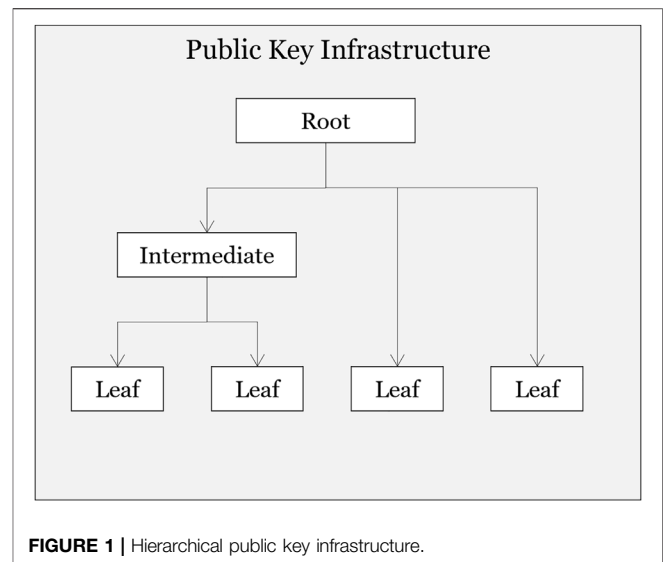 Public Key Infrastructure
Root
Intermediate
Leaf
Leaf
Leaf
Leaf
FIGURE 1 | Hierarchical public key infrastructure.